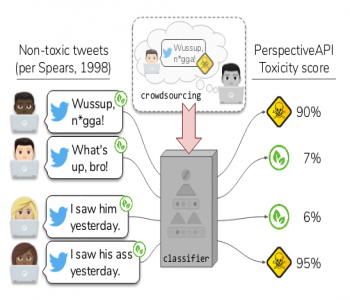 Non-toxic tweets
(per Spears, 1998)
Wussup,
n*gga!
What's
up, bro!
I saw him
yesterday.
I saw his ass
yesterday.
Wussup,
n*gga!
crowdsourcing
classifier
PerspectiveAPI
Toxicity score
90%
7%
6%
95%